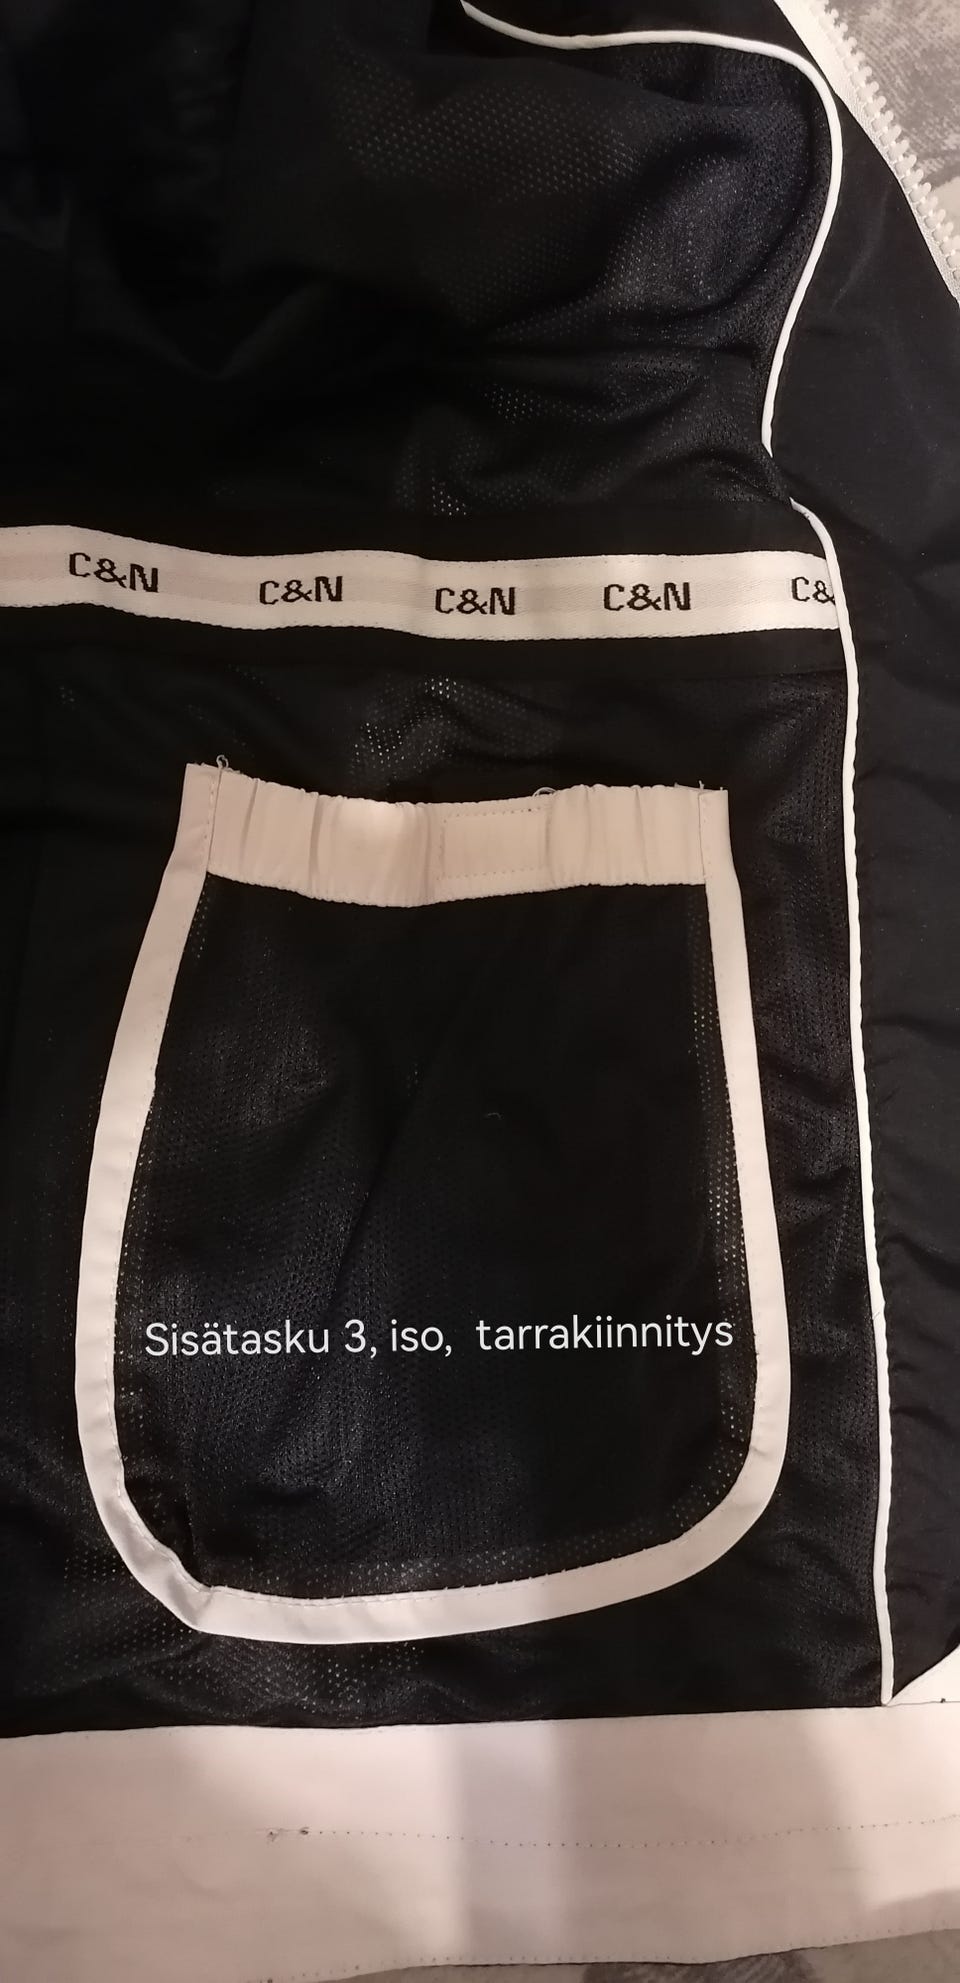 C&N C&N C&N C&N C&
Sisätasku 3, iso, tarrakiinnitys